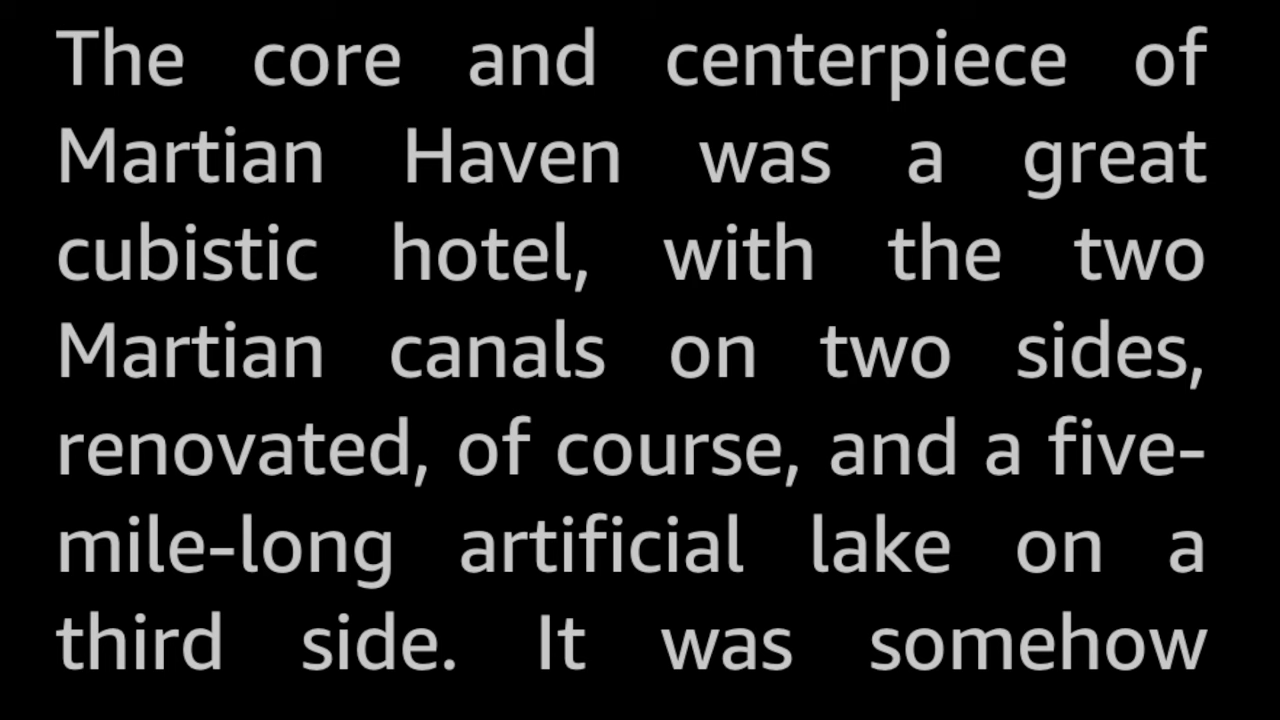 The core and centerpiece of
Martian Haven was a great
cubistic hotel, with the two
Martian canals on two sides,
renovated, of course, and a five-
mile-long artificial lake on a
third side. It was somehow